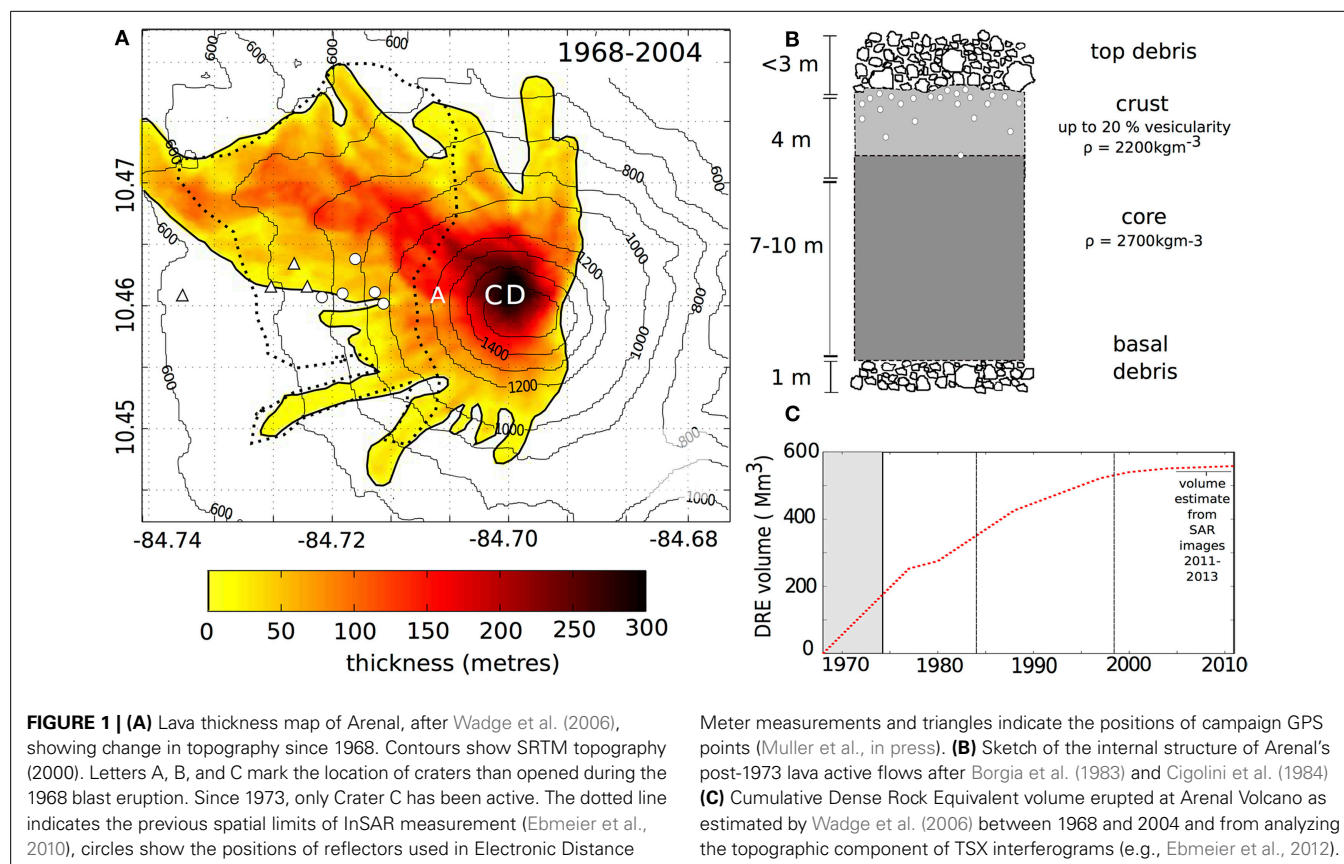 A
1968-2004
600
600
600
600
600
600
800
1000
1200
1400
1200
1000
1000
800
1000
800
1000
600
600
600
A
CD
10.47
10.46
10.45
-84.74
-84.72
-84.70
-84.68
0 50 100 150 200 250 300
thickness (metres)
B
<3 m
top debris
4 m
crust
up to 20 % vesicularity
ρ = 2200kgm-3
7-10 m
core
ρ = 2700kgm-3
basal
debris
1 m
C
DRE volume ( Mm3)
600
400
200
0
1970 1980 1990 2000 2010
volume
estimate
from
SAR
images
2011-
2013
FIGURE 1 | (A) Lava thickness map of Arenal, after Wadge et al. (2006),
showing change in topography since 1968. Contours show SRTM topography
(2000). Letters A, B, and C mark the location of craters than opened during the
1968 blast eruption. Since 1973, only Crater C has been active. The dotted line
indicates the previous spatial limits of InSAR measurement (Ebmeier et al.,
2010), circles show the positions of reflectors used in Electronic Distance
Meter measurements and triangles indicate the positions of campaign GPS
points (Muller et al., in press). (B) Sketch of the internal structure of Arenal's
post-1973 lava active flows after Borgia et al. (1983) and Cigolini et al. (1984)
(C) Cumulative Dense Rock Equivalent volume erupted at Arenal Volcano as
estimated by Wadge et al. (2006) between 1968 and 2004 and from analyzing
the topographic component of TSX interferograms (e.g., Ebmeier et al., 2012).